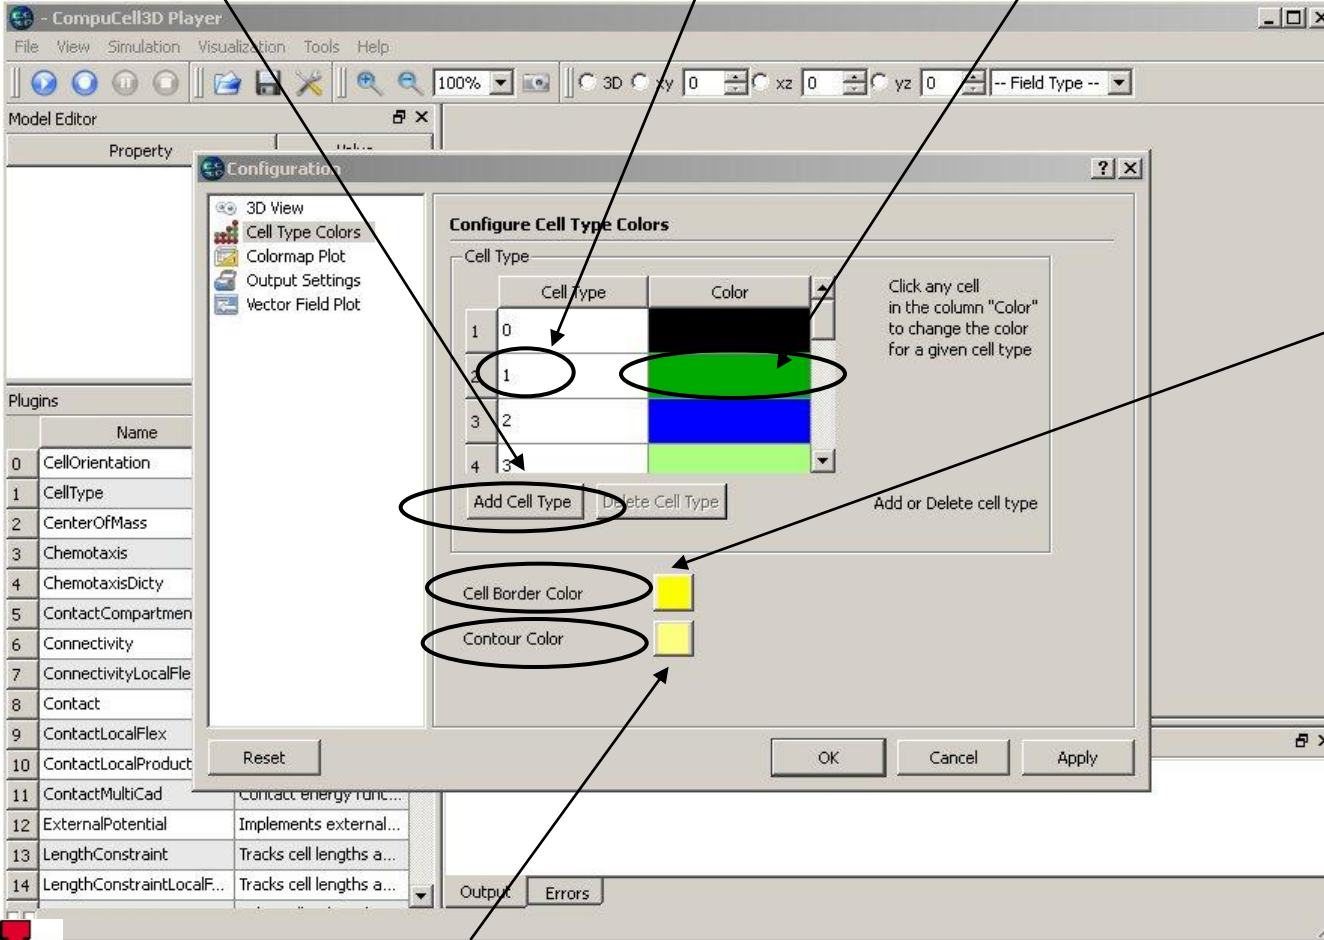 - CompuCell3D Player
File View Simulation Visualization Tools Help
100% 3D xy 0 xz 0 yz 0 -- Field Type --
Model Editor
Property
Configuration
3D View
Cell Type Colors
Colormap Plot
Output Settings
Vector Field Plot
Configure Cell Type Colors
Cell Type
Cell Type Color
1 0
2 1
3 2
4 3
Click any cell
in the column "Color"
to change the color
for a given cell type
Add Cell Type Delete Cell Type
Add or Delete cell type
Cell Border Color
Contour Color
Reset OK Cancel Apply
Plugins
Name
0 CellOrientation
1 CellType
2 CenterOfMass
3 Chemotaxis
4 ChemotaxisDicty
5 ContactCompartmen
6 Connectivity
7 ConnectivityLocalFle
8 Contact
9 ContactLocalFlex
10 ContactLocalProduct
11 ContactMultiCad Contact energy func...
12 ExternalPotential Implements external...
13 LengthConstraint Tracks cell lengths a...
14 LengthConstraintLocalF... Tracks cell lengths a...
Output Errors